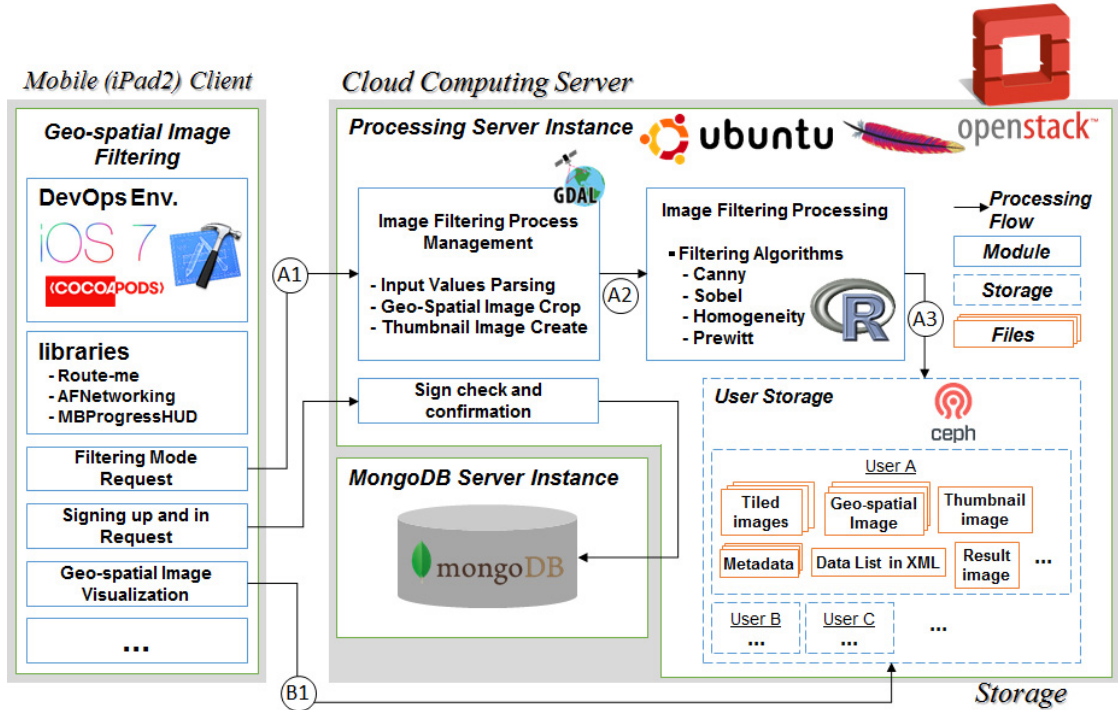 Mobile (iPad2) Client
Geo-spatial Image
Filtering
DevOps Env.
iOS 7
(COCOAPODS)
libraries
- Route-me
- AFNetworking
- MBProgressHUD
Filtering Mode
Request
Signing up and in
Request
Geo-spatial Image
Visualization
...
A1
B1
Cloud Computing Server
Processing Server Instance
ubuntu
openstack™
GDAL
Image Filtering Process
Management
- Input Values Parsing
- Geo-Spatial Image Crop
- Thumbnail Image Create
A2
Image Filtering Processing
▪ Filtering Algorithms
- Canny
- Sobel
- Homogeneity
- Prewitt
R
A3
Processing
Flow
Module
Storage
Files
Sign check and
confirmation
MongoDB Server Instance
mongoDB
User Storage
ceph
User A
Tiled
images
Geo-spatial
Image
Thumbnail
image
Metadata
Data List in XML
Result
image
...
User B
...
User C
...
...
Storage